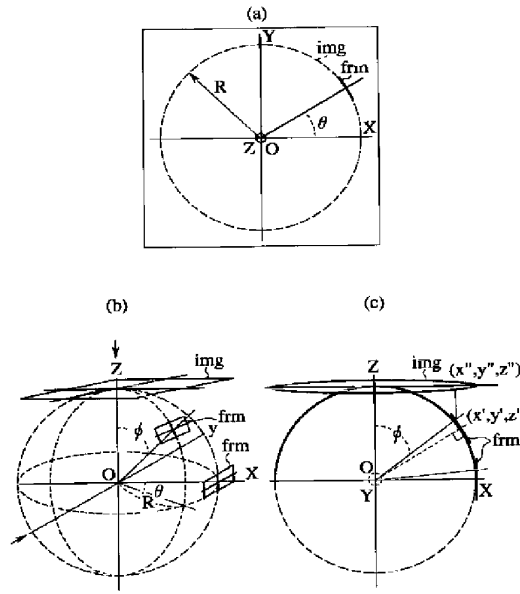 (a)
Y
img
frm
R
θ
X
Z O
(b)
(c)
Z
img
frm
ϕ
y
frm
O
X
θ
R
Z
img
(x",y",z")
(x',y',z'
frm
ϕ
O
Y
X